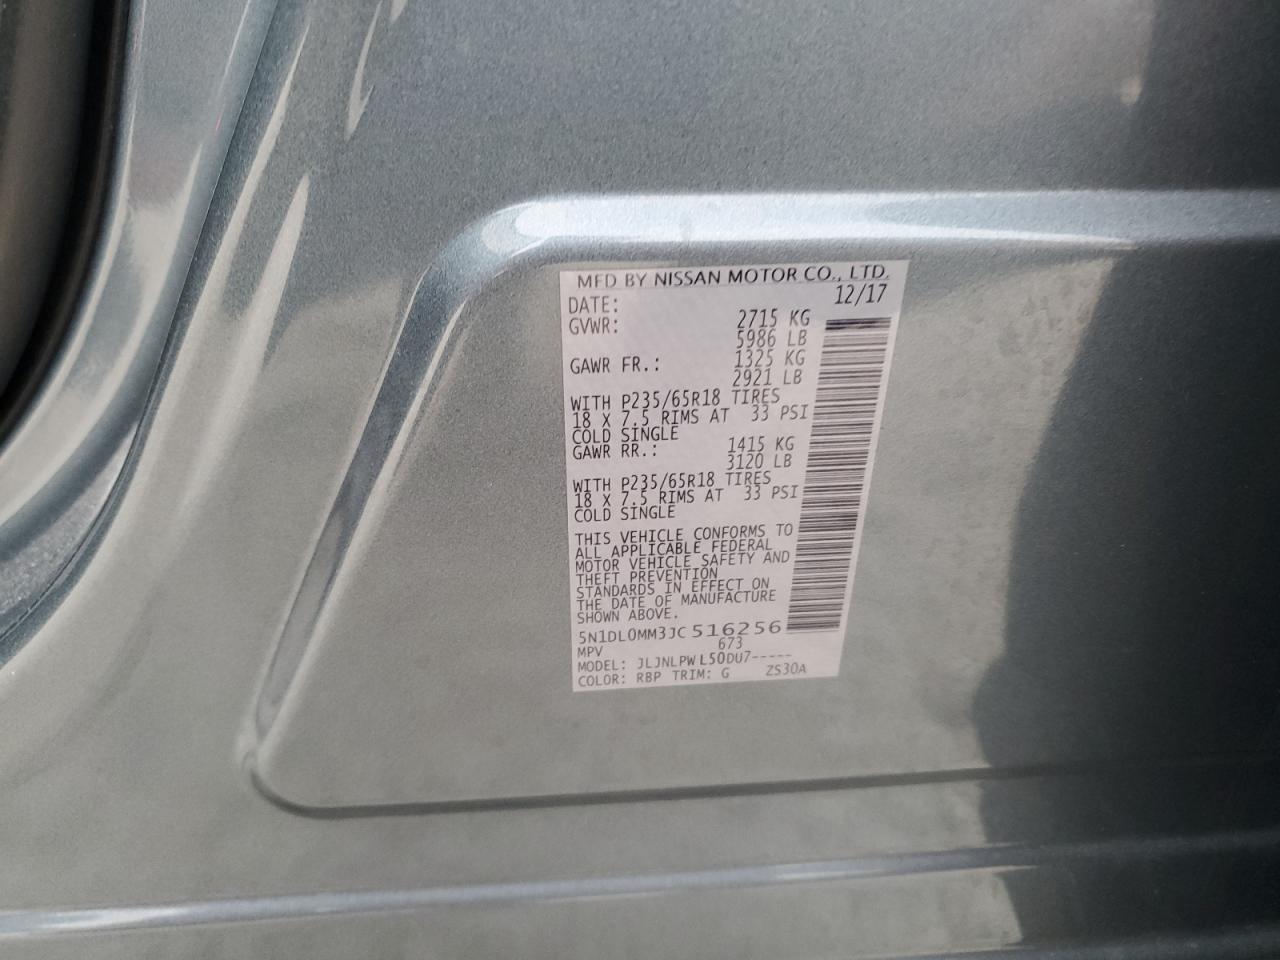 MFD BY NISSAN MOTOR CO., LTD.
DATE: 12/17
GVWR: 2715 KG
5986 LB
GAWR FR.: 1325 KG
2921 LB
WITH P235/65R18 TIRES
18 X 7.5 RIMS AT 33 PSI
COLD SINGLE
GAWR RR.: 1415 KG
3120 LB
WITH P235/65R18 TIRES
18 X 7.5 RIMS AT 33 PSI
COLD SINGLE
THIS VEHICLE CONFORMS TO
ALL APPLICABLE FEDERAL
MOTOR VEHICLE SAFETY AND
THEFT PREVENTION
STANDARDS IN EFFECT ON
THE DATE OF MANUFACTURE
SHOWN ABOVE.
5N1DL0MM3JC516256
MPV 673
MODEL: JLJNLPW L50DU7-----
COLOR: RBP TRIM: G ZS30A